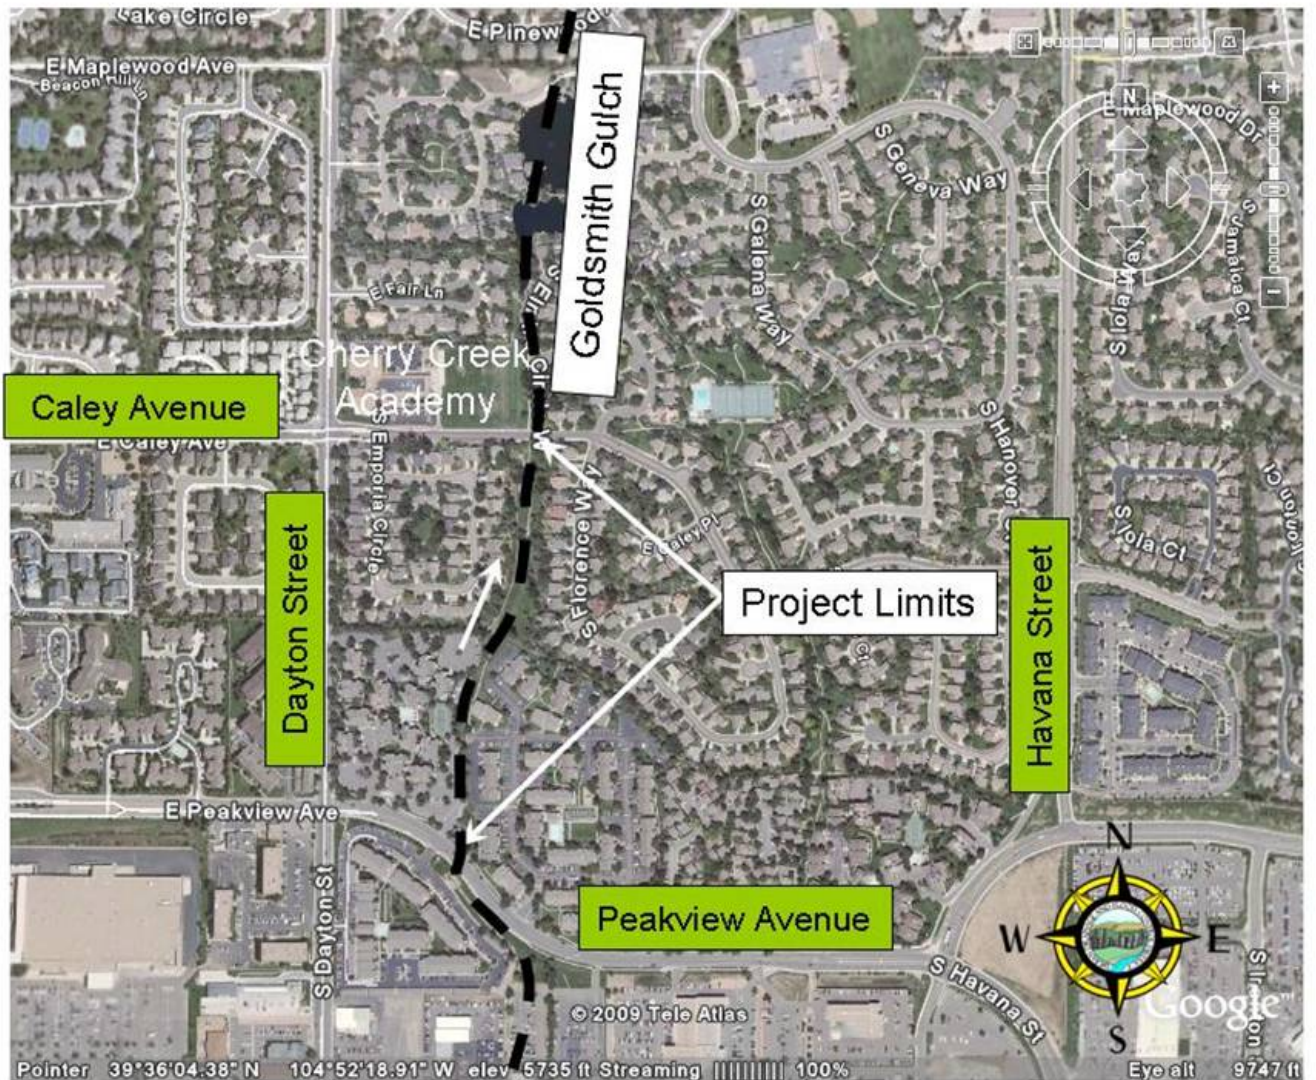 Lake Circle
E Pinewood
E Maplewood Ave
Beacon Hill Ln
Goldsmith Gulch
N
E Maplewood Dr
S Geneva Way
S Galena Way
S Jamaica Ct
S Iola Way
E Fair Ln
Cherry Creek
Academy
Caley Avenue
E Caley Ave
S Emporia Circle
S Hanover
S Florence Way
E Caley Pl
S Iola Ct
Dayton Street
Project Limits
Havana Street
Ct
E Peakview Ave
S Dayton St
Peakview Avenue
N
W
E
S
S Havana St
Google
© 2009 Tele Atlas
Pointer 39°36'04.38" N 104°52'18.91" W elev 5735 ft Streaming |||||||||| 100% Eye alt 9747 ft